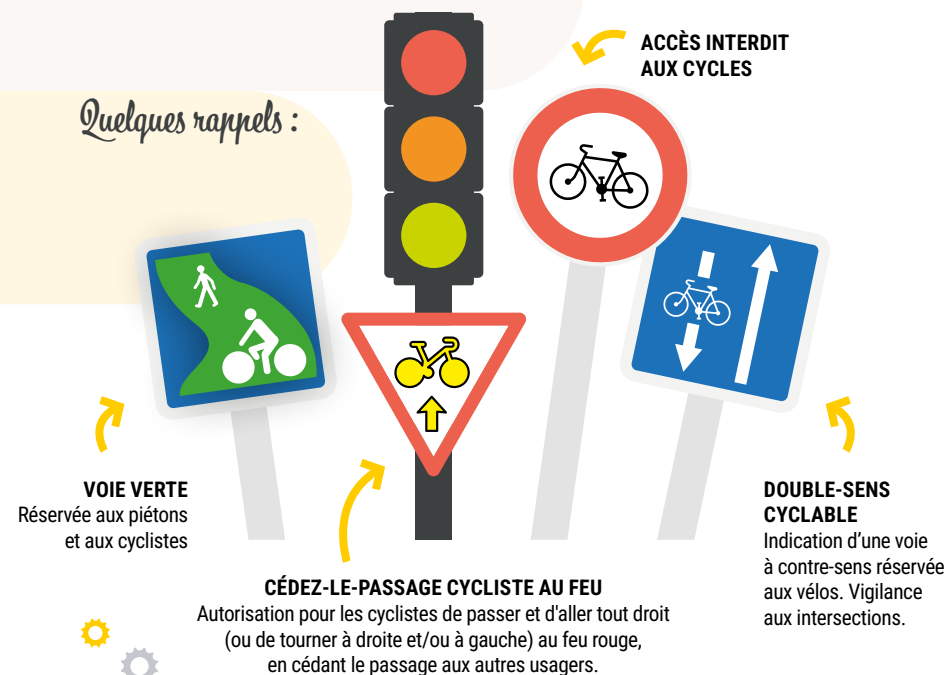 Quelques rappels :
ACCÈS INTERDIT
AUX CYCLES
VOIE VERTE
Réservée aux piétons
et aux cyclistes
CÉDEZ-LE-PASSAGE CYCLISTE AU FEU
Autorisation pour les cyclistes de passer et d'aller tout droit
(ou de tourner à droite et/ou à gauche) au feu rouge,
en cédant le passage aux autres usagers.
DOUBLE-SENS
CYCLABLE
Indication d’une voie
à contre-sens réservée
aux vélos. Vigilance
aux intersections.